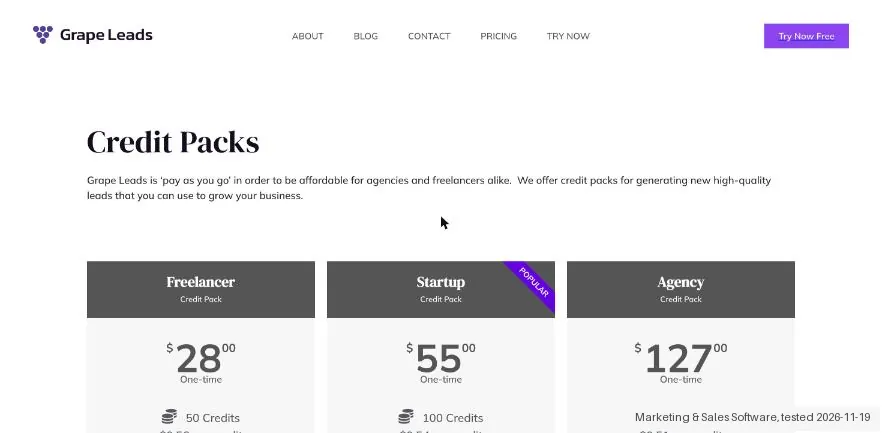 Grape Leads
ABOUT
BLOG
CONTACT
PRICING
TRY NOW
Try Now Free
Credit Packs
Grape Leads is ‘pay as you go’ in order to be affordable for agencies and freelancers alike.  We offer credit packs for generating new high-quality
leads that you can use to grow your business.
Freelancer
Credit Pack
$ 28 00
One-time
50 Credits
Startup
Credit Pack
POPULAR
$ 55 00
One-time
100 Credits
Agency
Credit Pack
$ 127 00
One-time
Marketing & Sales Software, tested 2026-11-19